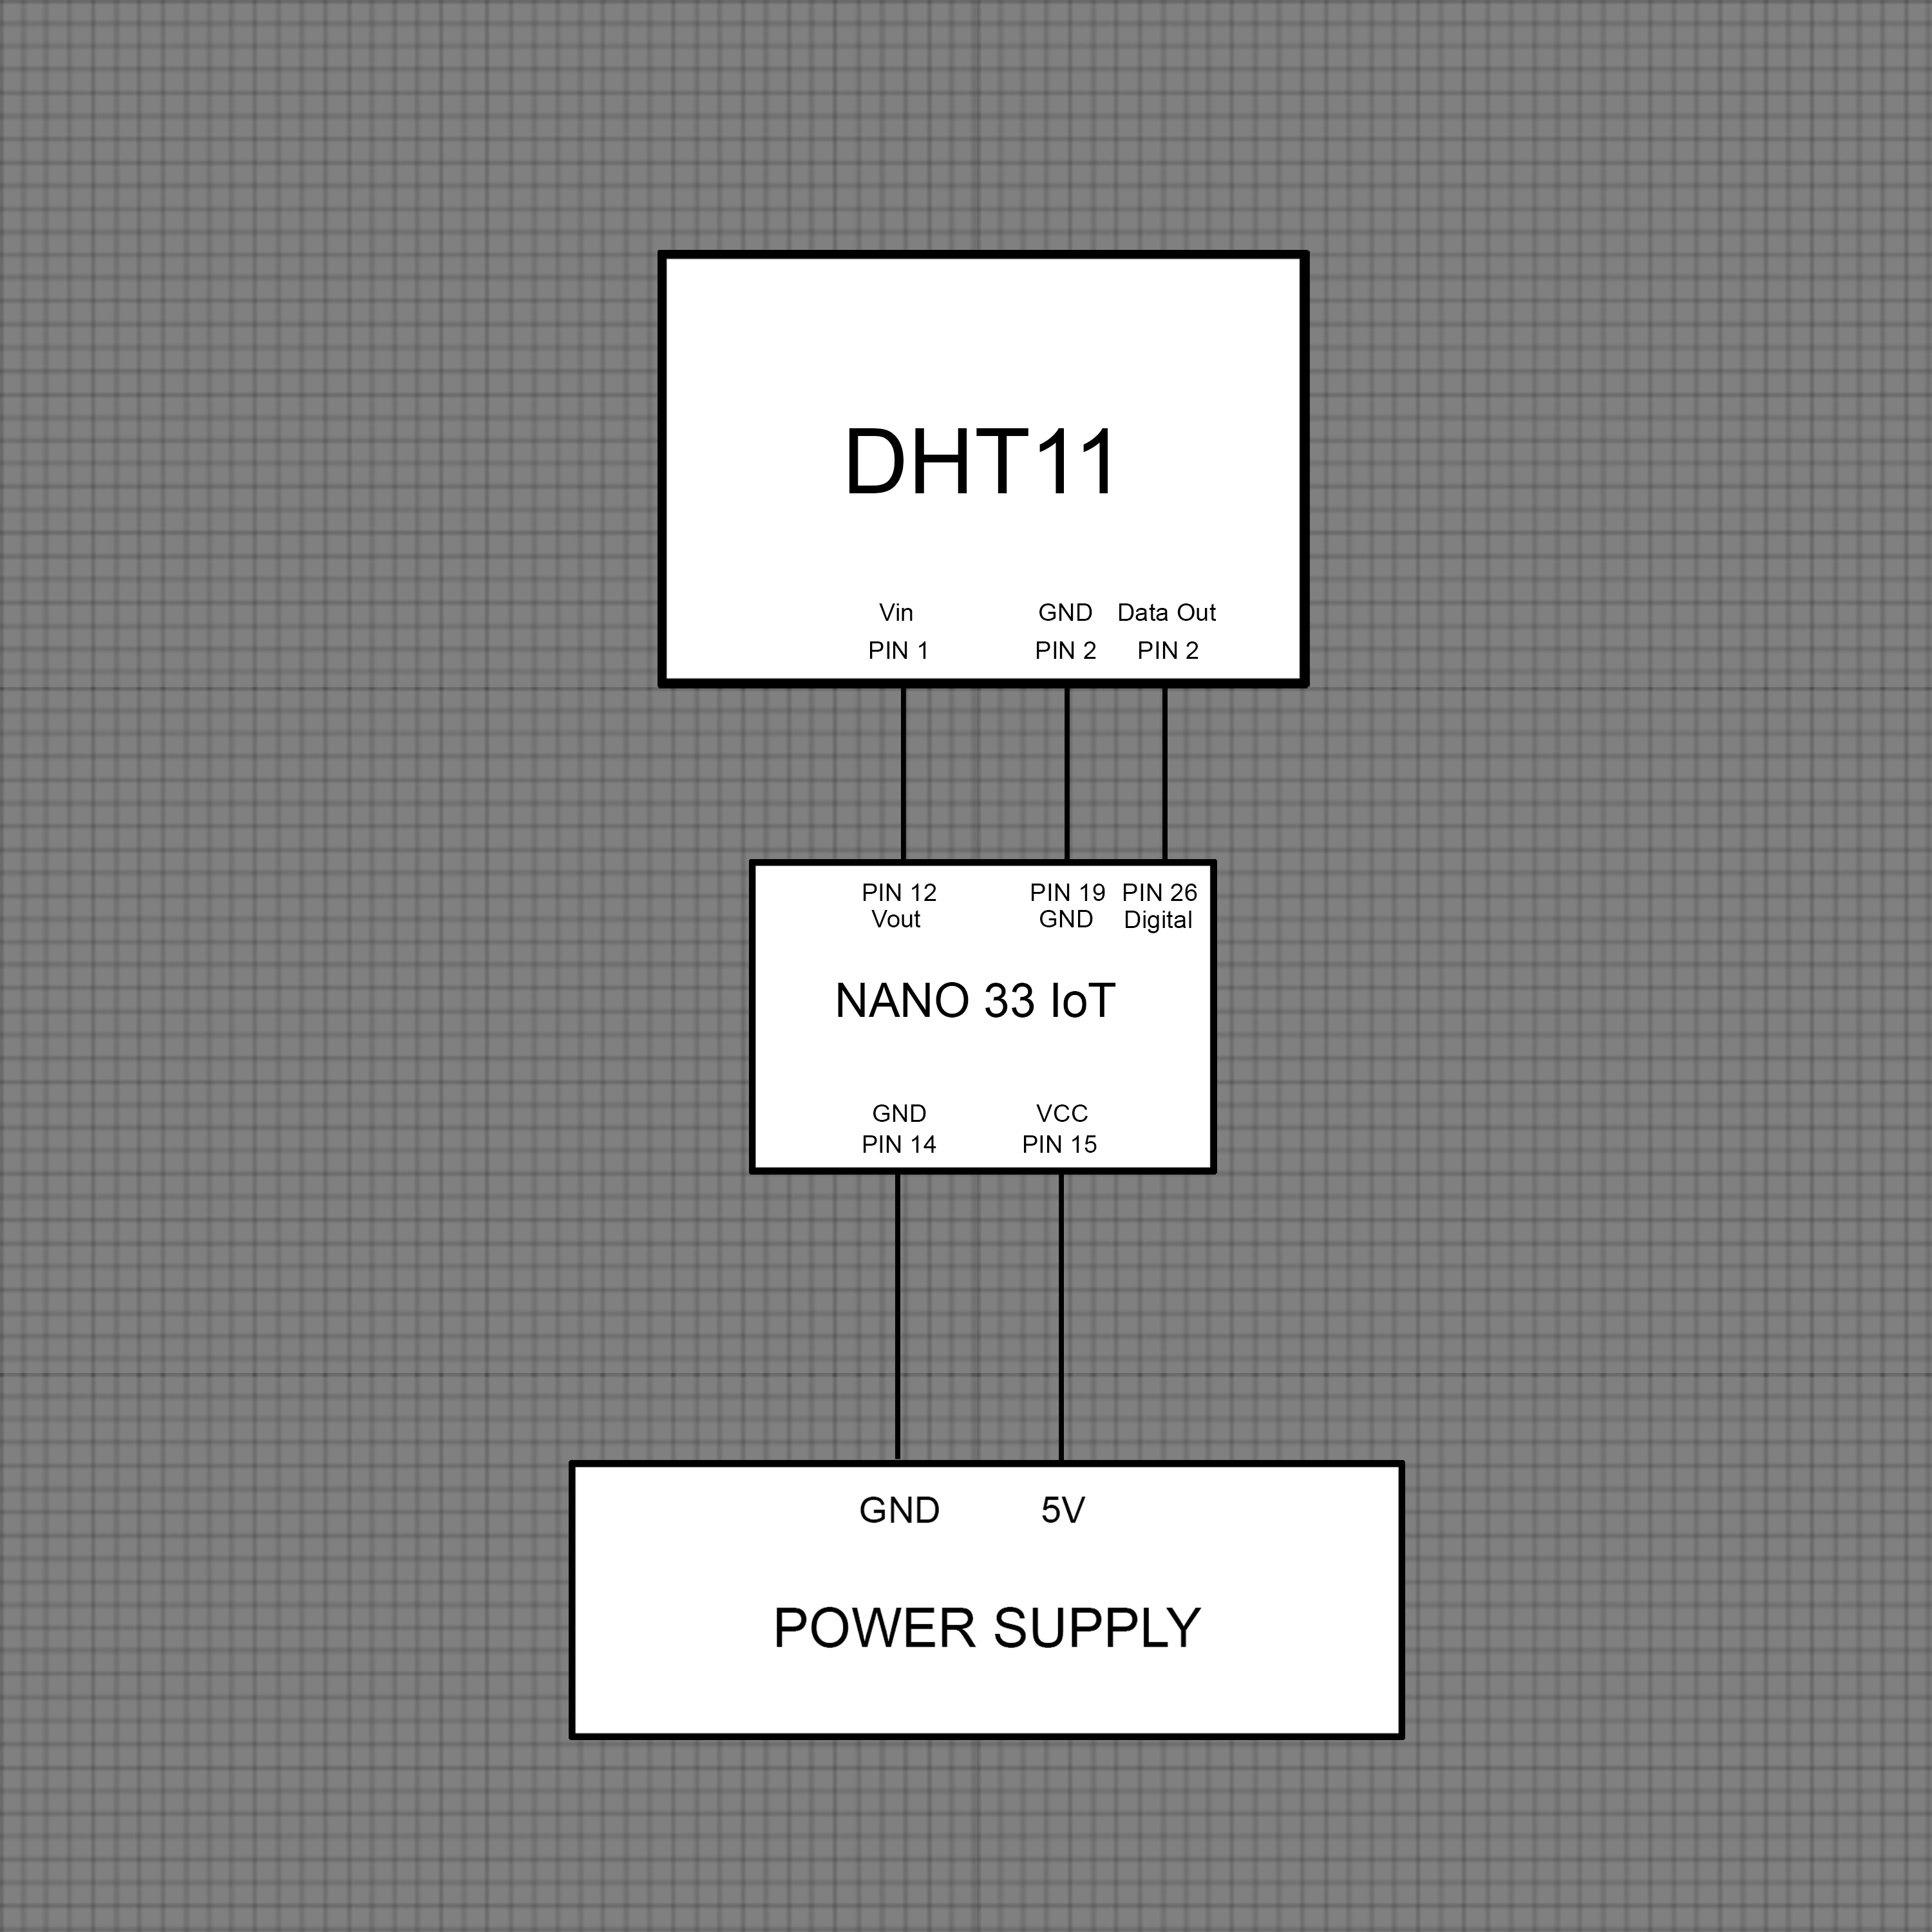 DHT11
Vin GND Data Out
PIN 1 PIN 2 PIN 2
PIN 12 PIN 19 PIN 26
Vout GND Digital
NANO 33 IoT
GND VCC
PIN 14 PIN 15
GND 5V
POWER SUPPLY